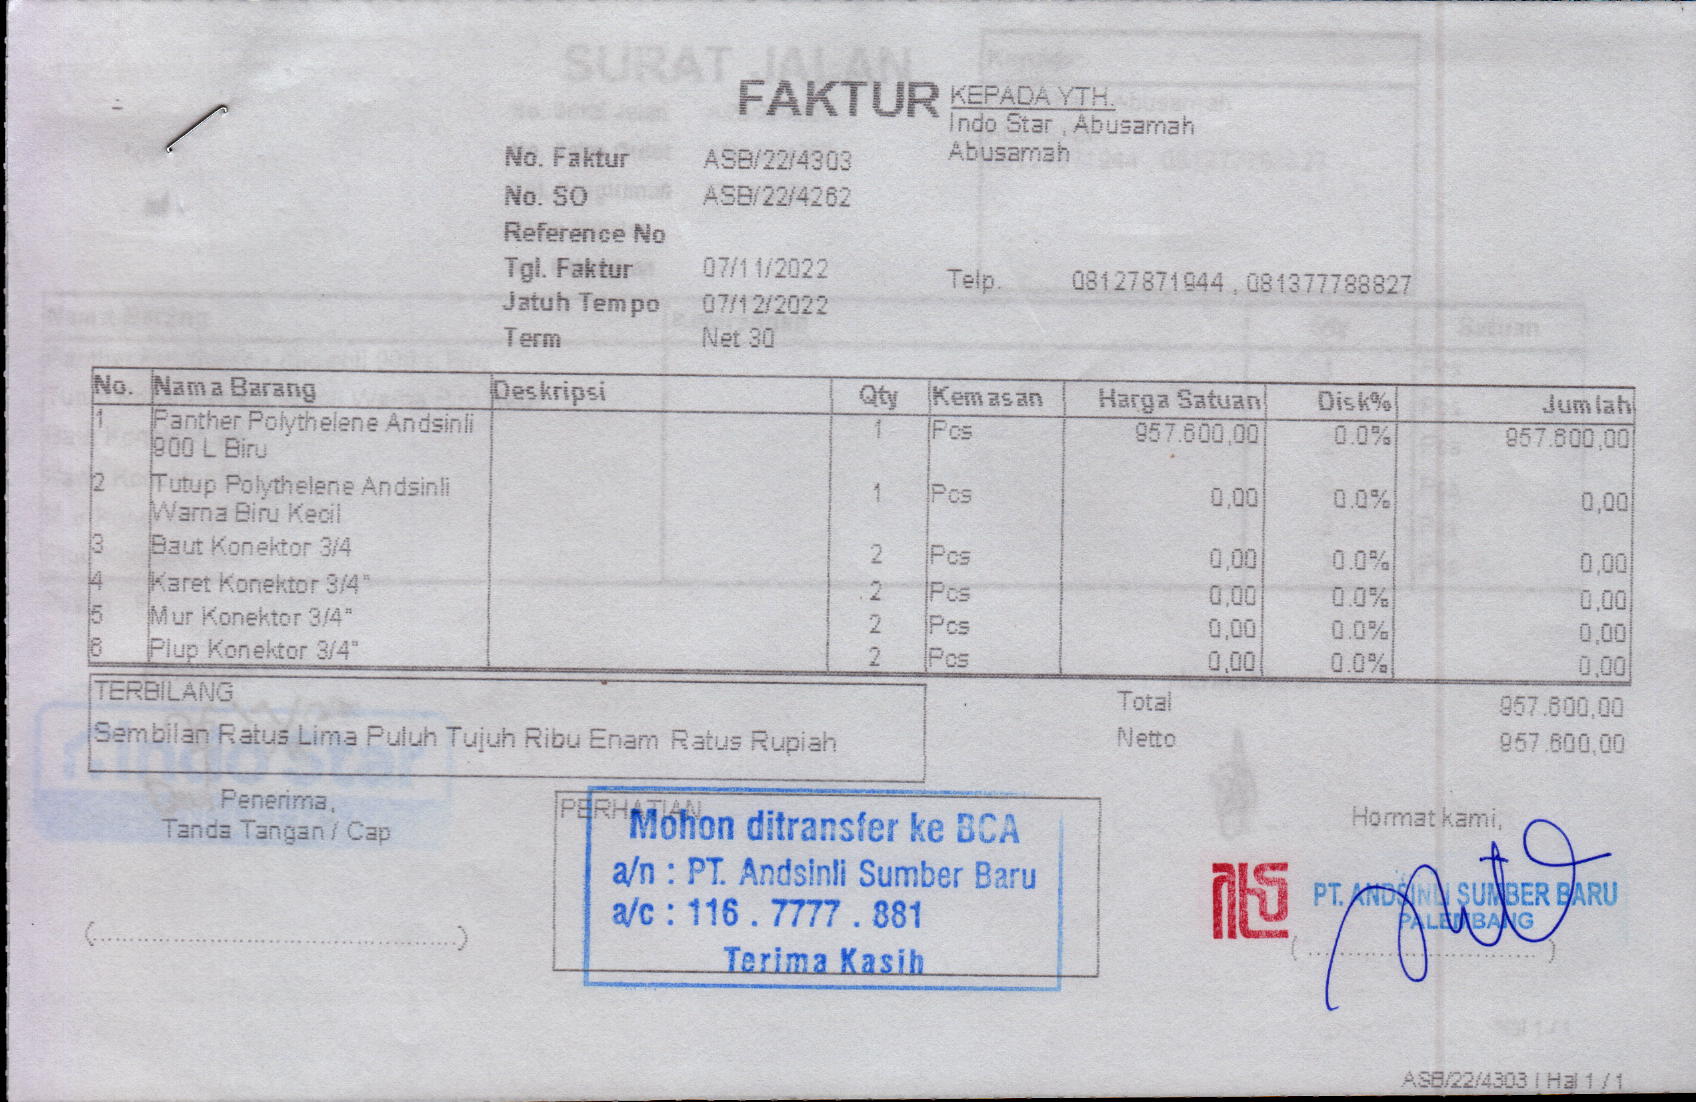 FAKTUR
KEPADA YTH.
Indo Star , Abusamah
Abusamah
No. Faktur ASB/22/4303
No. SO ASB/22/4262
Reference No
Tgl. Faktur 07/11/2022
Telp. 08127871944 , 081377788827
Jatuh Tempo 07/12/2022
Term Net 30
No. Nama Barang Deskripsi Qty Kemasan Harga Satuan Disk% Jumlah
1 Panther Polythelene Andsinli 1 Pcs 957.600,00 0.0% 957.600,00
900 L Biru
2 Tutup Polythelene Andsinli 1 Pcs 0,00 0.0% 0,00
Warna Biru Kecil
3 Baut Konektor 3/4 2 Pcs 0,00 0.0% 0,00
4 Karet Konektor 3/4" 2 Pcs 0,00 0.0% 0,00
5 Mur Konektor 3/4" 2 Pcs 0,00 0.0% 0,00
6 Plup Konektor 3/4" 2 Pcs 0,00 0.0% 0,00
TERBILANG
Sembilan Ratus Lima Puluh Tujuh Ribu Enam Ratus Rupiah
Total 957.600,00
Netto 957.600,00
Indo Star
Penerima,
Tanda Tangan / Cap
PERHATIAN
Mohon ditransfer ke BCA
a/n : PT. Andsinli Sumber Baru
a/c : 116 . 7777 . 881
Terima Kasih
Hormat kami,
PT. ANDSINLI SUMBER BARU
PALEMBANG
ASB/22/4303 | Hal 1 / 1
SURAT JALAN